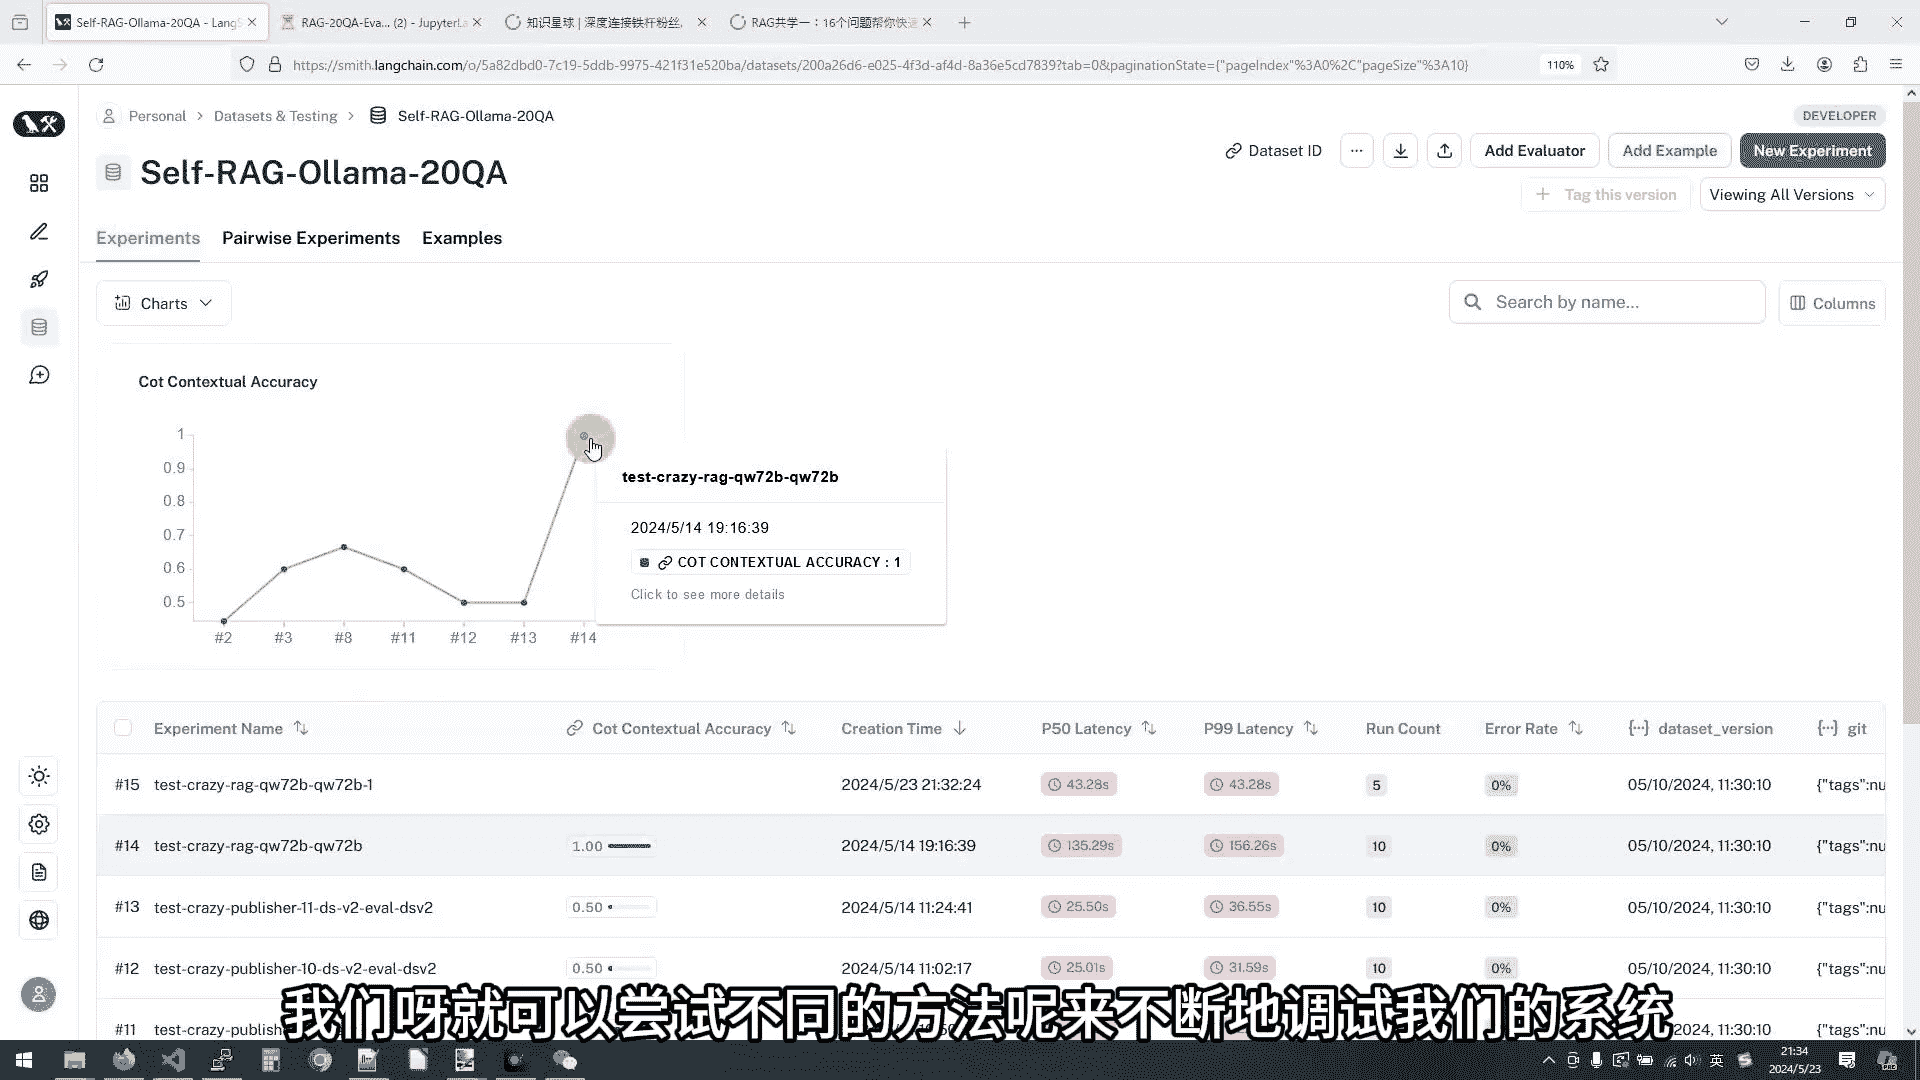 Self-RAG-Ollama-20QA - LangS
RAG-20QA-Eva... (2) - JupyterLa
知识星球 | 深度连接铁杆粉丝,
RAG共学一：16个问题帮你快速
https://smith.langchain.com/o/5a82dbd0-7c19-5ddb-9975-421f31e520ba/datasets/200a26d6-e025-4f3d-af4d-8a36e5cd7839?tab=0&paginationState={"pageIndex"%3A0%2C"pageSize"%3A10}
110%
Personal > Datasets & Testing > Self-RAG-Ollama-20QA
DEVELOPER
Self-RAG-Ollama-20QA
Dataset ID
Add Evaluator
Add Example
New Experiment
+ Tag this version
Viewing All Versions
Experiments
Pairwise Experiments
Examples
Charts
Search by name...
Columns
Cot Contextual Accuracy
1
0.9
0.8
0.7
0.6
0.5
#2 #3 #8 #11 #12 #13 #14
test-crazy-rag-qw72b-qw72b
2024/5/14 19:16:39
COT CONTEXTUAL ACCURACY : 1
Click to see more details
Experiment Name Cot Contextual Accuracy Creation Time P50 Latency P99 Latency Run Count Error Rate dataset_version git
#15 test-crazy-rag-qw72b-qw72b-1 2024/5/23 21:32:24 43.28s 43.28s 5 0% 05/10/2024, 11:30:10 {"tags":nu
#14 test-crazy-rag-qw72b-qw72b 1.00 2024/5/14 19:16:39 135.29s 156.26s 10 0% 05/10/2024, 11:30:10 {"tags":nu
#13 test-crazy-publisher-11-ds-v2-eval-dsv2 0.50 2024/5/14 11:24:41 25.50s 36.55s 10 0% 05/10/2024, 11:30:10 {"tags":nu
#12 test-crazy-publisher-10-ds-v2-eval-dsv2 0.50 2024/5/14 11:02:17 25.01s 31.59s 10 0% 05/10/2024, 11:30:10 {"tags":nu
#11 test-crazy-publish
我们呀就可以尝试不同的方法呢来不断地调试我们的系统
英
21:34
2024/5/23